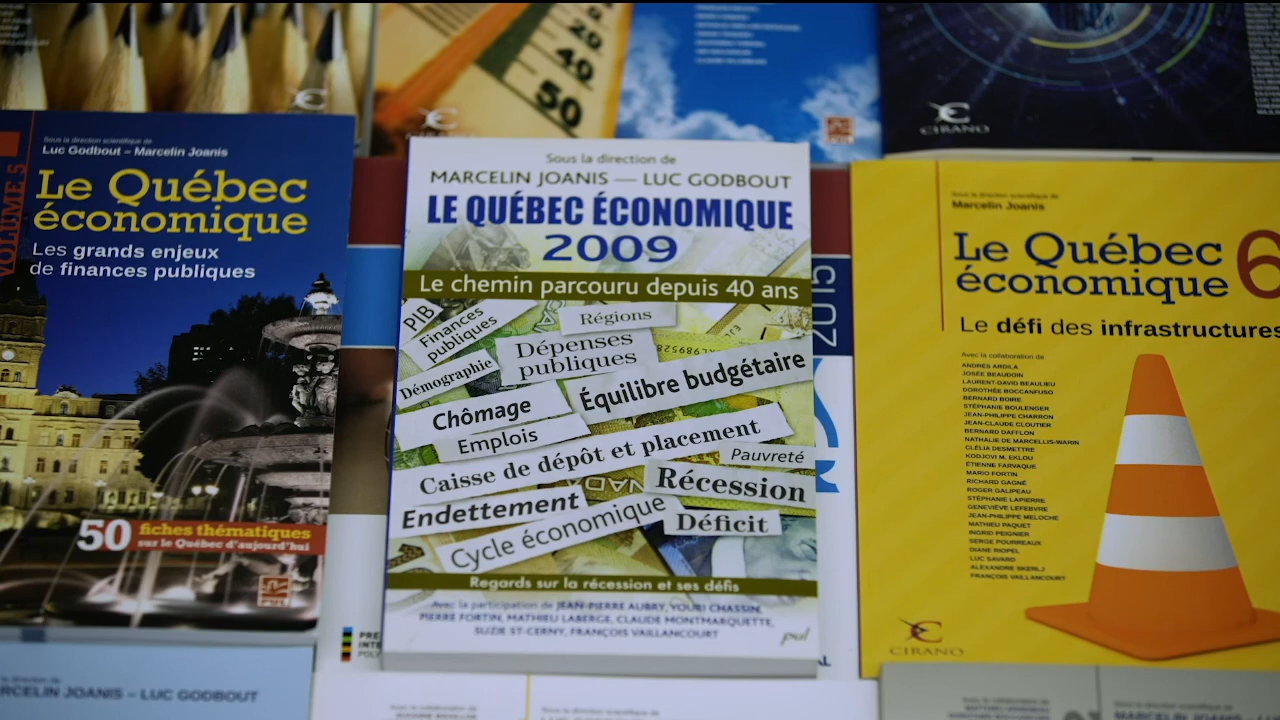 20
40
50
CIRANO
VOLUME 5
Sous la direction scientifique de
Luc Godbout – Marcelin Joanis
Le Québec
économique
Les grands enjeux
de finances publiques
50 fiches thématiques
sur le Québec d'aujourd'hui
PUL
Sous la direction de
MARCELIN JOANIS — LUC GODBOUT
LE QUÉBEC ÉCONOMIQUE
2009
Le chemin parcouru depuis 40 ans
PIB
Finances
publiques
Régions
Dépenses
publiques
Démographie
Équilibre budgétaire
Chômage
Emplois
Caisse de dépôt et placement
Pauvreté
Récession
Endettement
Cycle économique
Déficit
Regards sur la récession et ses défis
Avec la participation de JEAN-PIERRE AUBRY, YOURI CHASSIN,
PIERRE FORTIN, MATHIEU LABERGE, CLAUDE MONTMARQUETTE,
SUZIE ST-CERNY, FRANÇOIS VAILLANCOURT
pul
2015
Sous la direction scientifique de
Marcelin Joanis
Le Québec
économique 6
Le défi des infrastructures
Avec la collaboration de
ANDRÉS ARDILA
JOSÉE BEAUDOIN
LAURENT-DAVID BEAULIEU
DOROTHÉE BOCCANFUSO
BERNARD BOIRE
STÉPHANIE BOULENGER
JEAN-PHILIPPE CHARRON
JEAN-CLAUDE CLOUTIER
BERNARD DAFFLON
NATHALIE DE MARCELLIS-WARIN
CLÉLIA DESMETTRE
KODJOVI M. EKLOU
ÉTIENNE FARVAQUE
MARIO FORTIN
RICHARD GAGNÉ
ROGER GALIPEAU
STÉPHANIE LAPIERRE
GENEVIÈVE LEFEBVRE
JEAN-PHILIPPE MELOCHE
MATHIEU PAQUET
INGRID PEIGNIER
SERGE POURREAUX
DIANE RIOPEL
LUC SAVARD
ALEXANDRE SKERLJ
FRANÇOIS VAILLANCOURT
CIRANO
MARCELIN JOANIS – LUC GODBOUT